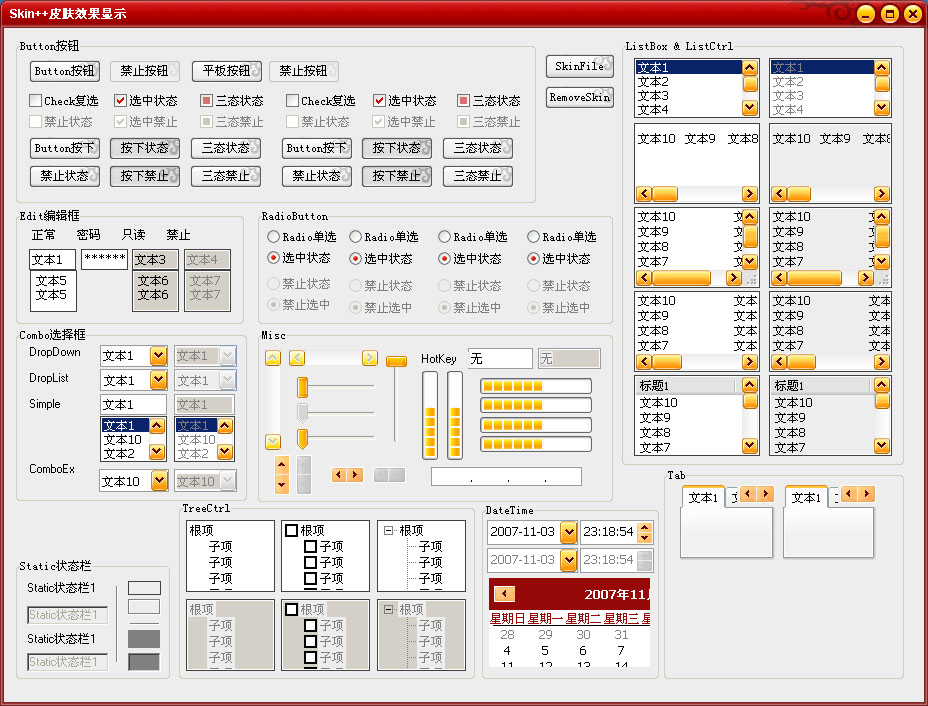 Skin++皮肤效果显示
Button按钮
Button按钮 禁止按钮 平板按钮 禁止按钮
Check复选 选中状态 三态状态 Check复选 选中状态 三态状态
禁止状态 选中禁止 三态禁止 禁止状态 选中禁止 三态禁止
Button按下 按下状态 三态状态 Button按下 按下状态 三态状态
禁止状态 按下禁止 三态禁止 禁止状态 按下禁止 三态禁止
SkinFile
RemoveSkin
Edit编辑框
正常 密码 只读 禁止
文本1 ****** 文本3 文本4
文本5 文本6 文本7
文本5 文本6 文本7
RadioButton
Radio单选 Radio单选 Radio单选 Radio单选
选中状态 选中状态 选中状态 选中状态
禁止状态 禁止状态 禁止状态 禁止状态
禁止选中 禁止选中 禁止选中 禁止选中
Combo选择框
DropDown 文本1 文本1
DropList 文本1 文本1
Simple 文本1 文本1
文本1 文本1
文本10 文本10
文本2 文本2
ComboEx 文本10 文本10
Misc
HotKey 无 无
. . .
ListBox & ListCtrl
文本1 文本1
文本2 文本2
文本3 文本3
文本4 文本4
文本10 文本9 文本8 文本10 文本9 文本8
文本10 文本10
文本9 文本9
文本8 文本8
文本7 文本7
文本10 文本 文本10 文本
文本9 文本 文本9 文本
文本8 文本 文本8 文本
文本7 文本 文本7 文本
标题1 标题1
文本10 文本10
文本9 文本9
文本8 文本8
文本7 文本7
Tab
文本1 文本1
Static状态栏
Static状态栏1
Static状态栏1
Static状态栏1
Static状态栏1
TreeCtrl
根项 根项 根项
子项 子项 子项
子项 子项 子项
子项 子项 子项
根项 根项 根项
子项 子项 子项
子项 子项 子项
子项 子项 子项
DateTime
2007-11-03 23:18:54
2007-11-03 23:18:54
2007年11月
星期日 星期一 星期二 星期三 星
28 29 30 31
4 5 6 7
11 12 13 14